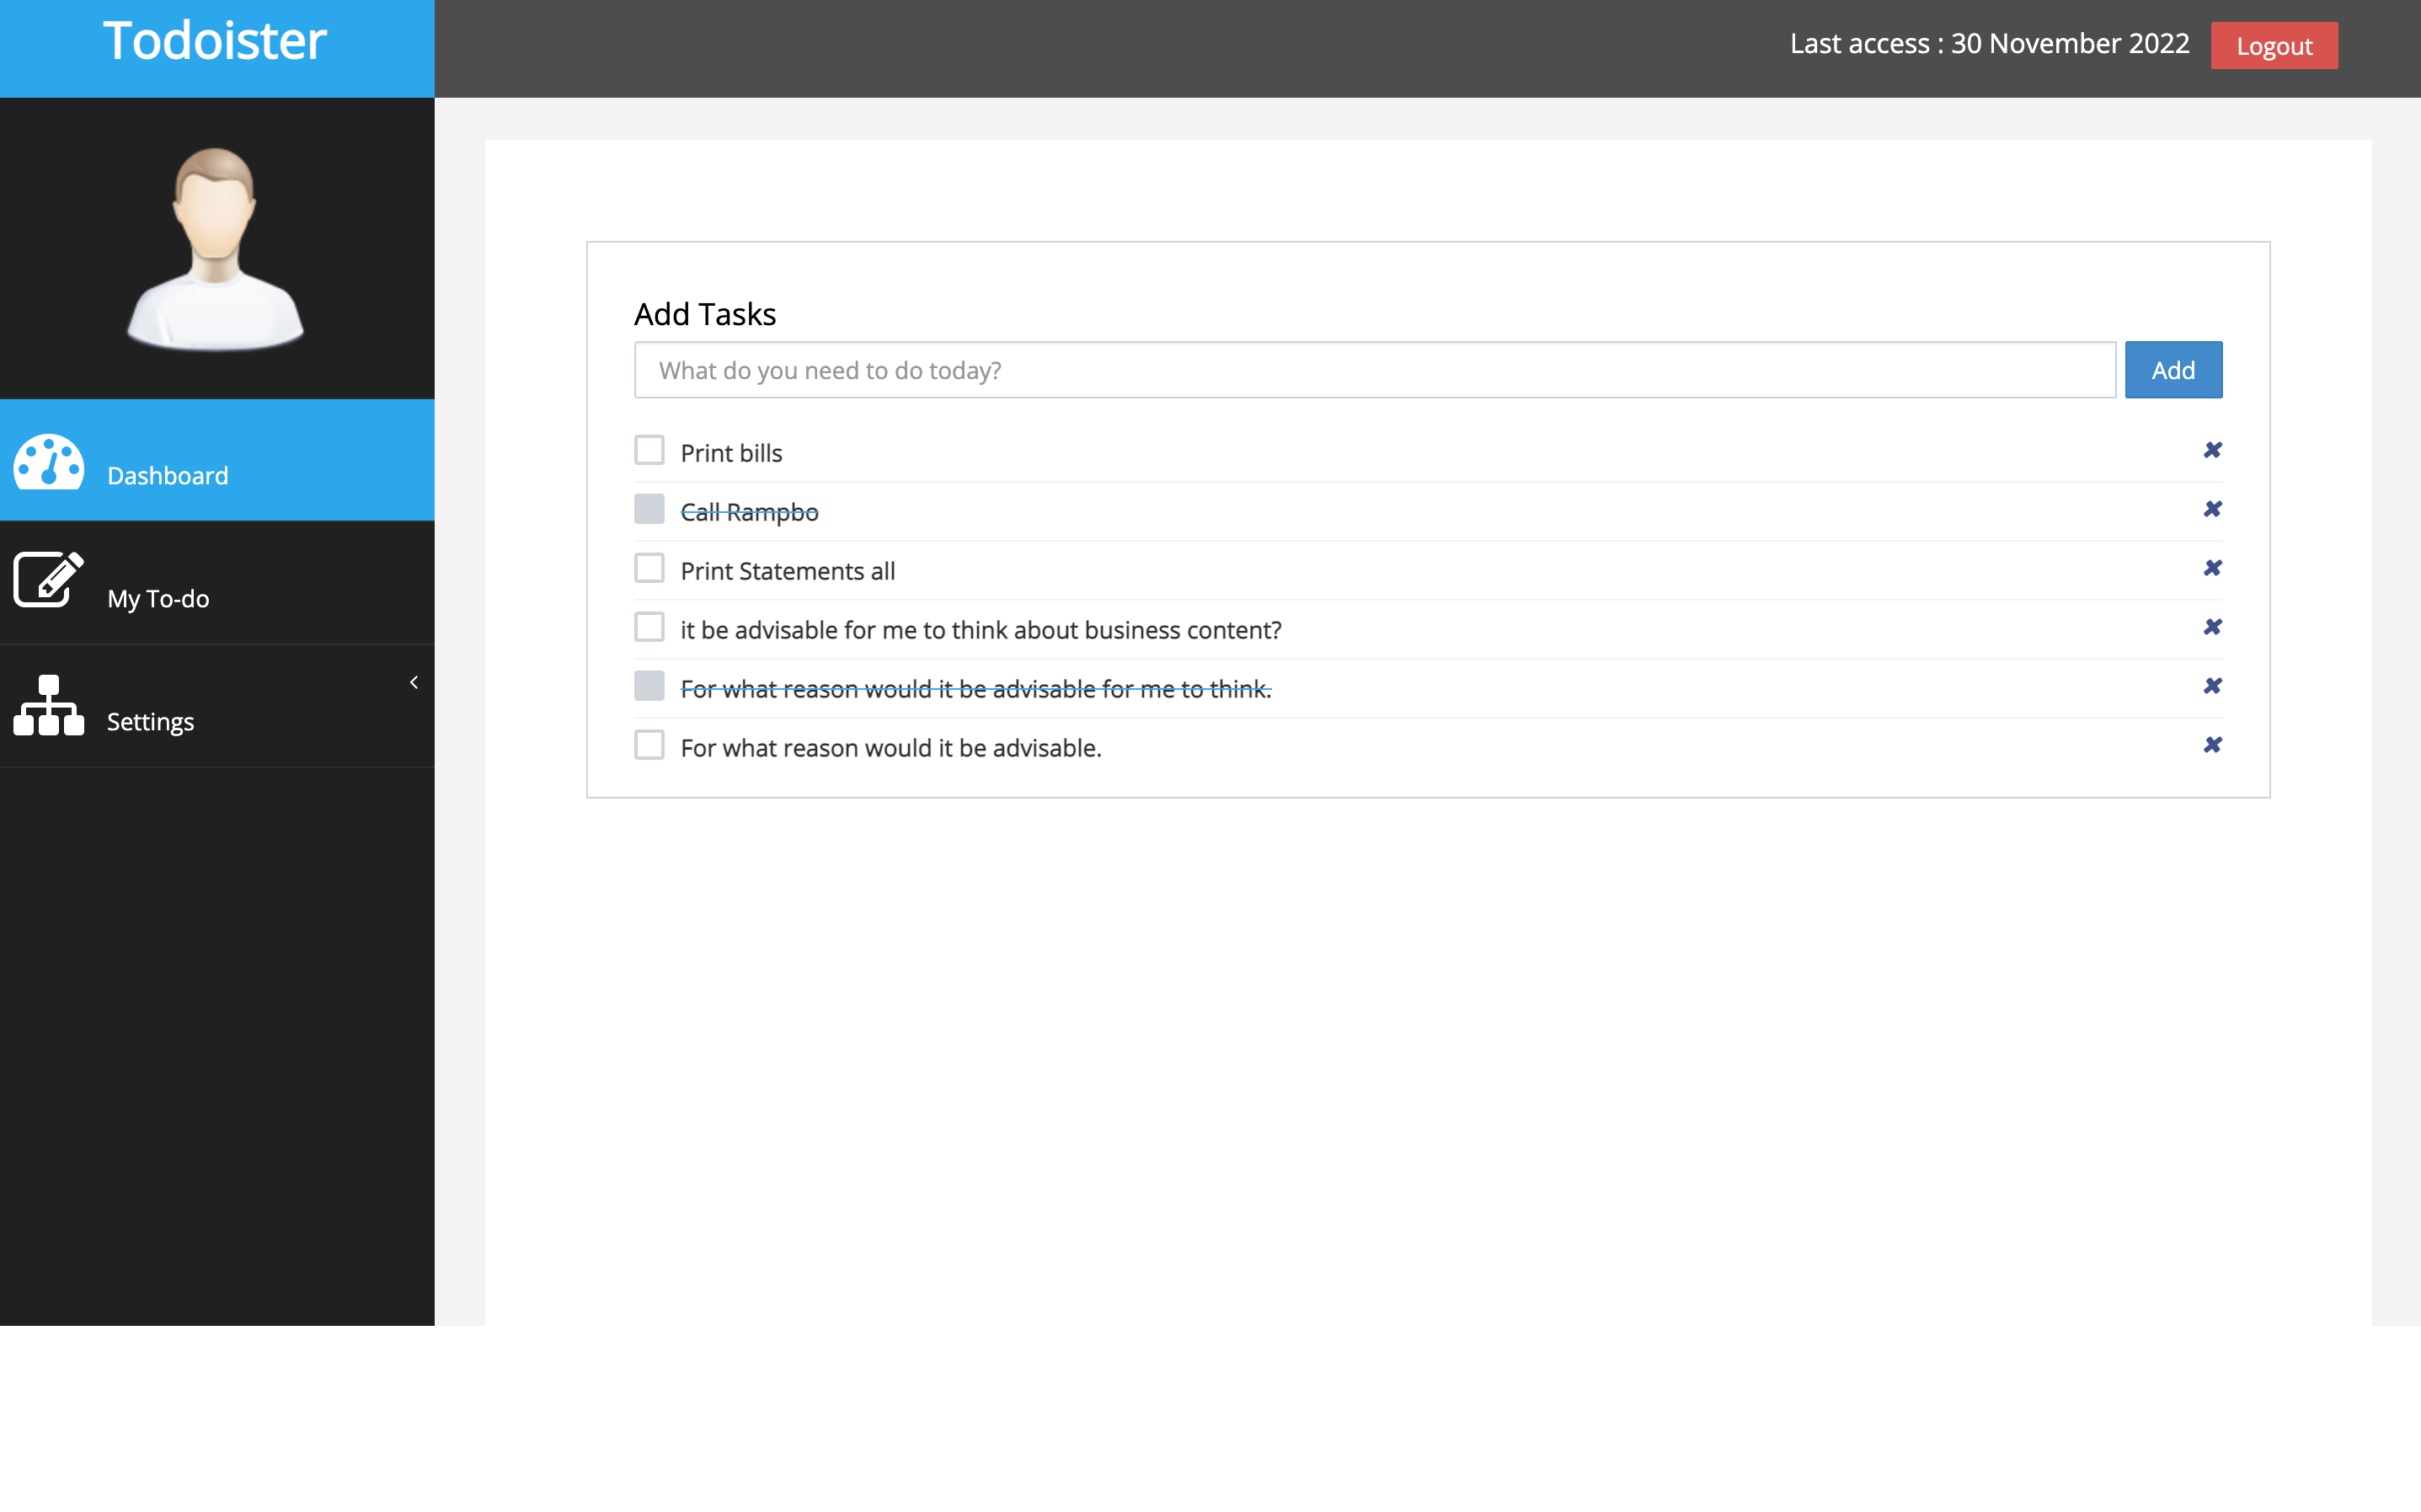 Todoister
Last access : 30 November 2022
Logout
Dashboard
My To-do
Settings
Add Tasks
What do you need to do today?
Add
Print bills
Call Rampbo
Print Statements all
it be advisable for me to think about business content?
For what reason would it be advisable for me to think.
For what reason would it be advisable.